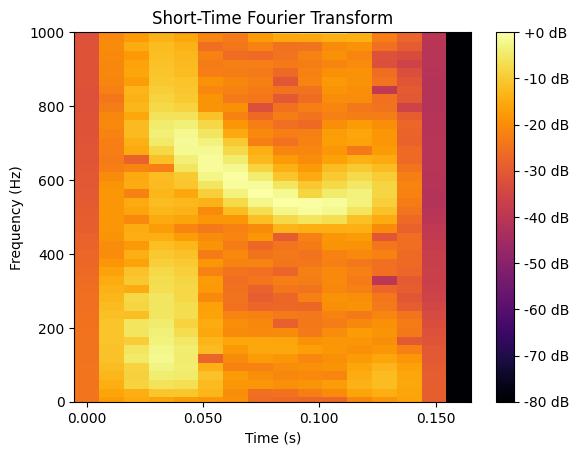 Short-Time Fourier Transform
Frequency (Hz)
1000
800
600
400
200
0
0.000
0.050
0.100
0.150
Time (s)
+0 dB
-10 dB
-20 dB
-30 dB
-40 dB
-50 dB
-60 dB
-70 dB
-80 dB